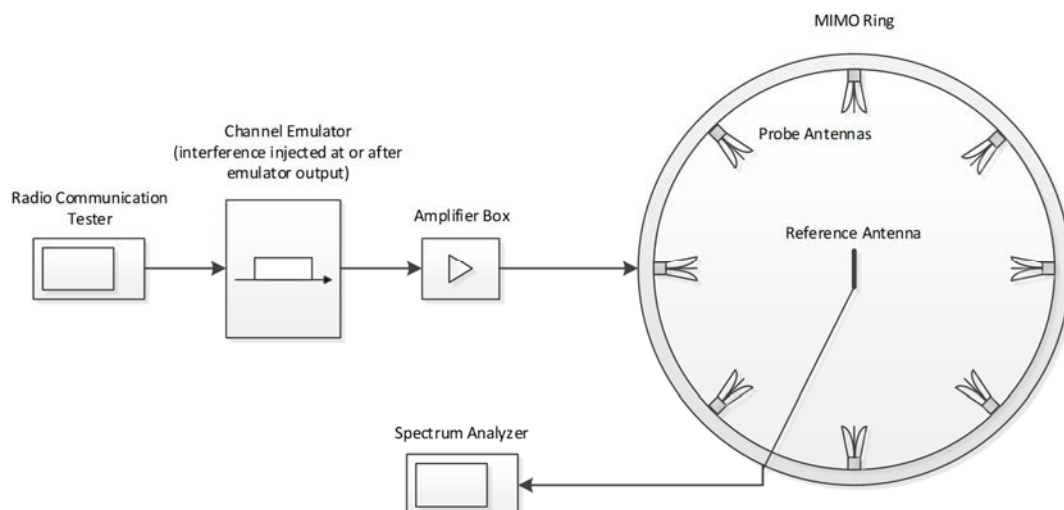 MIMO Ring
Channel Emulator
(interference injected at or after
emulator output)
Probe Antennas
Radio Communication
Tester
Amplifier Box
Reference Antenna
Spectrum Analyzer